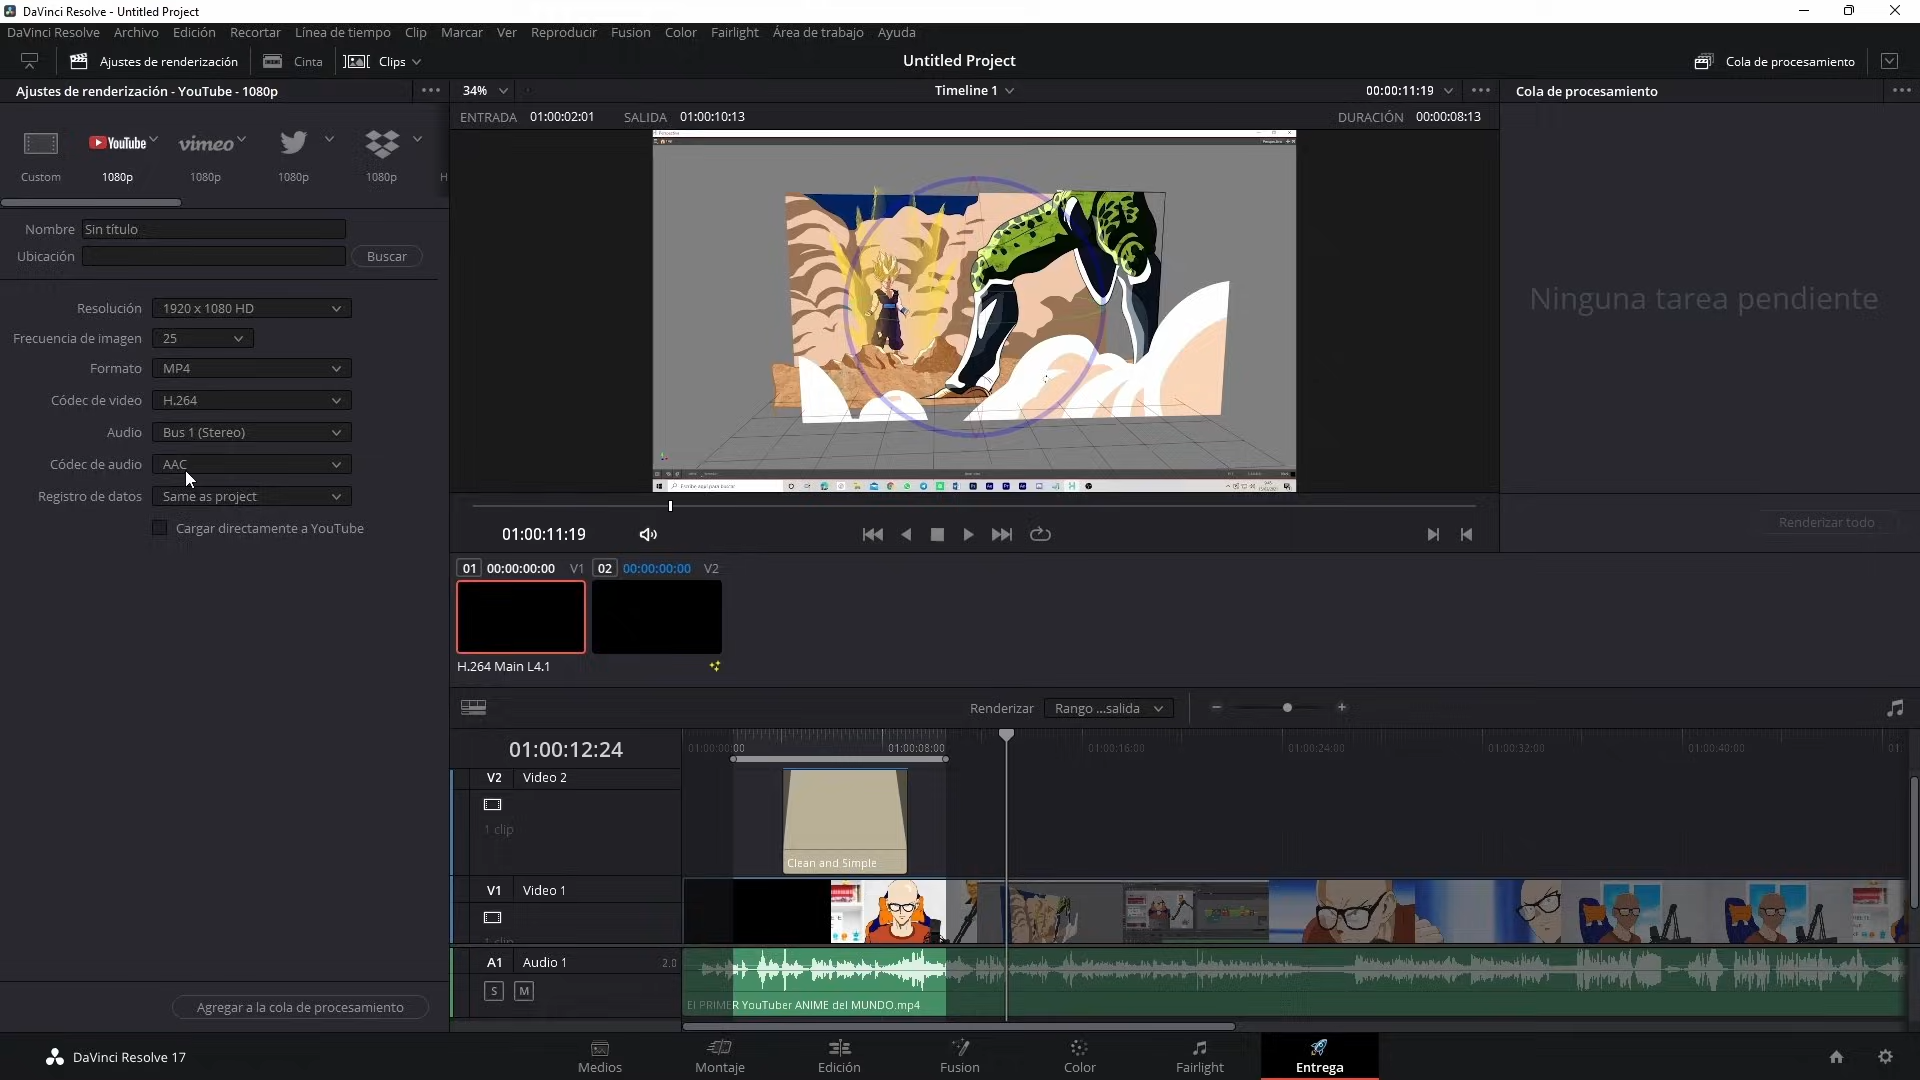 DaVinci Resolve - Untitled Project
DaVinci Resolve Archivo Edición Recortar Línea de tiempo Clip Marcar Ver Reproducir Fusion Color Fairlight Área de trabajo Ayuda
Ajustes de renderización Cinta Clips Untitled Project Cola de procesamiento
Ajustes de renderización - YouTube - 1080p 34% Timeline 1 00:00:11:19 Cola de procesamiento
ENTRADA 01:00:02:01 SALIDA 01:00:10:13 DURACIÓN 00:00:08:13
YouTube vimeo
Custom 1080p 1080p 1080p 1080p H
Nombre Sin título
Ubicación Buscar
Resolución 1920 x 1080 HD
Frecuencia de imagen 25
Formato MP4
Códec de video H.264
Audio Bus 1 (Stereo)
Códec de audio AAC
Registro de datos Same as project
Cargar directamente a YouTube
Agregar a la cola de procesamiento
Ninguna tarea pendiente
Renderizar todo
01:00:11:19
01 00:00:00:00 V1 02 00:00:00:00 V2
H.264 Main L4.1
Renderizar Rango ...salida
01:00:12:24 01:00:00:00 01:00:08:00 01:00:16:00 01:00:24:00 01:00:32:00 01:00:40:00 01:
V2 Video 2
1 clip
Clean and Simple
V1 Video 1
1 clip
A1 Audio 1 2.0
S M
El PRIMER YouTuber ANIME del MUNDO.mp4
DaVinci Resolve 17 Medios Montaje Edición Fusion Color Fairlight Entrega